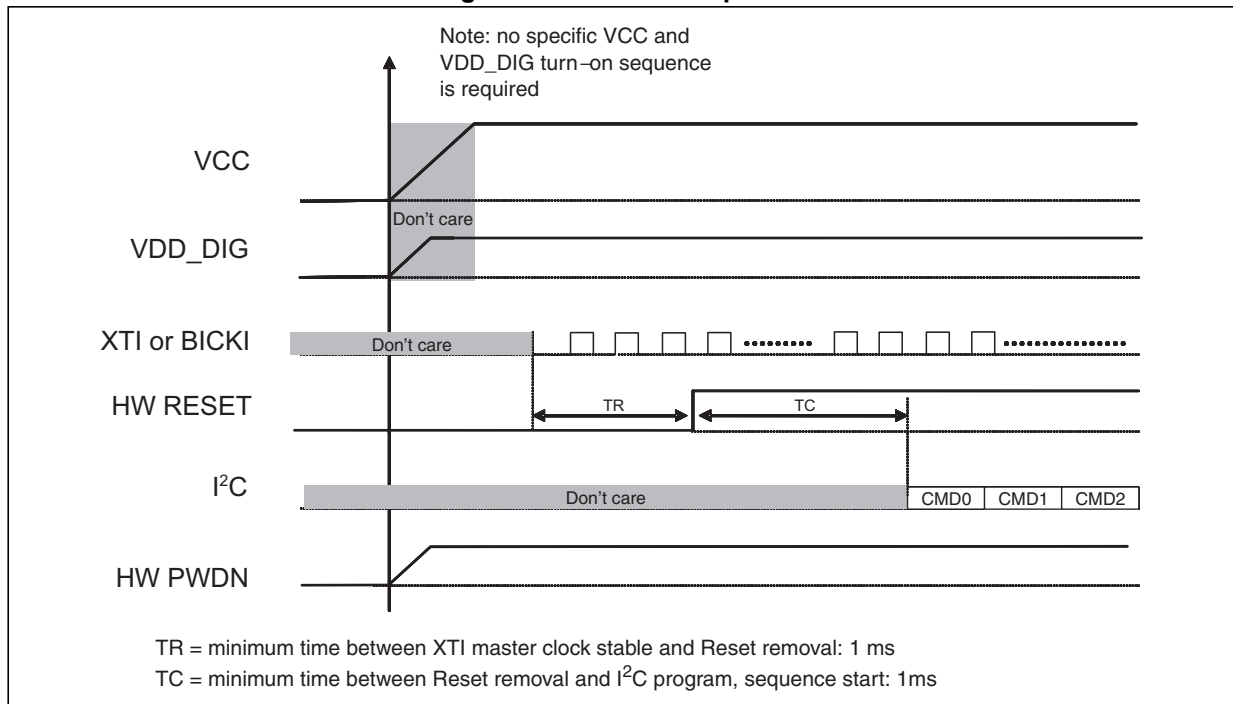 Note: no specific VCC and
VDD_DIG turn–on sequence
is required
VCC
Don't care
VDD_DIG
XTI or BICKI
Don't care
HW RESET
TR
TC
I²C
Don't care
CMD0 CMD1 CMD2
HW PWDN
TR = minimum time between XTI master clock stable and Reset removal: 1 ms
TC = minimum time between Reset removal and I²C program, sequence start: 1ms